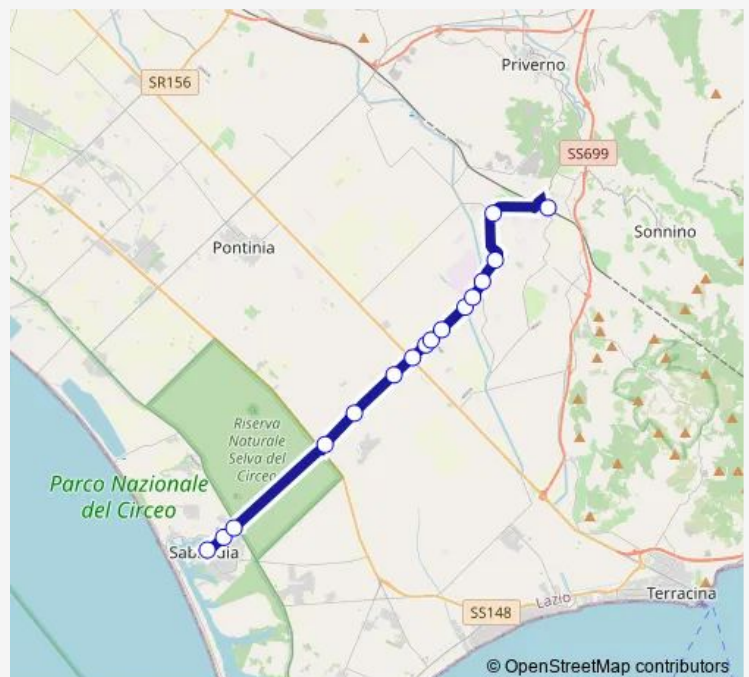 Priverno
SR156
SS699
Sonnino
Pontinia
Riserva
Naturale
Selva del
Circeo
Parco Nazionale
del Circeo
SS148
Lazio
Terracina
© OpenStreetMap contributors